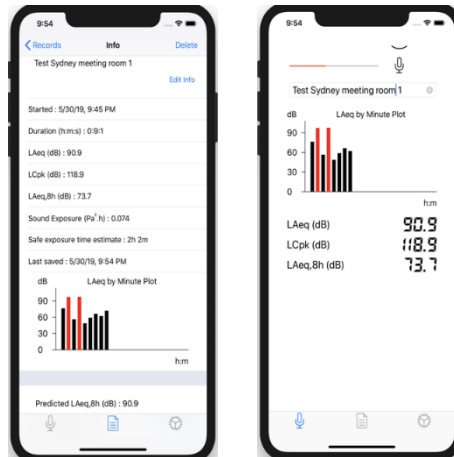 9:54
Records
Info
Delete
Test Sydney meeting room 1
Edit Info
Started : 5/30/19, 9:45 PM
Duration (h:m:s) : 0:9:1
LAeq (dB) : 90.9
LCpk (dB) : 118.9
LAeq,8h (dB) : 73.7
Sound Exposure (Pa².h) : 0.074
Safe exposure time estimate : 2h 2m
Last saved : 5/30/19, 9:54 PM
dB LAeq by Minute Plot
90
60
30
0
h:m
Predicted LAeq,8h (dB) : 90.9
9:54
Test Sydney meeting room 1
dB LAeq by Minute Plot
90
60
30
0
h:m
LAeq (dB) 90.9
LCpk (dB) 118.9
LAeq,8h (dB) 73.7